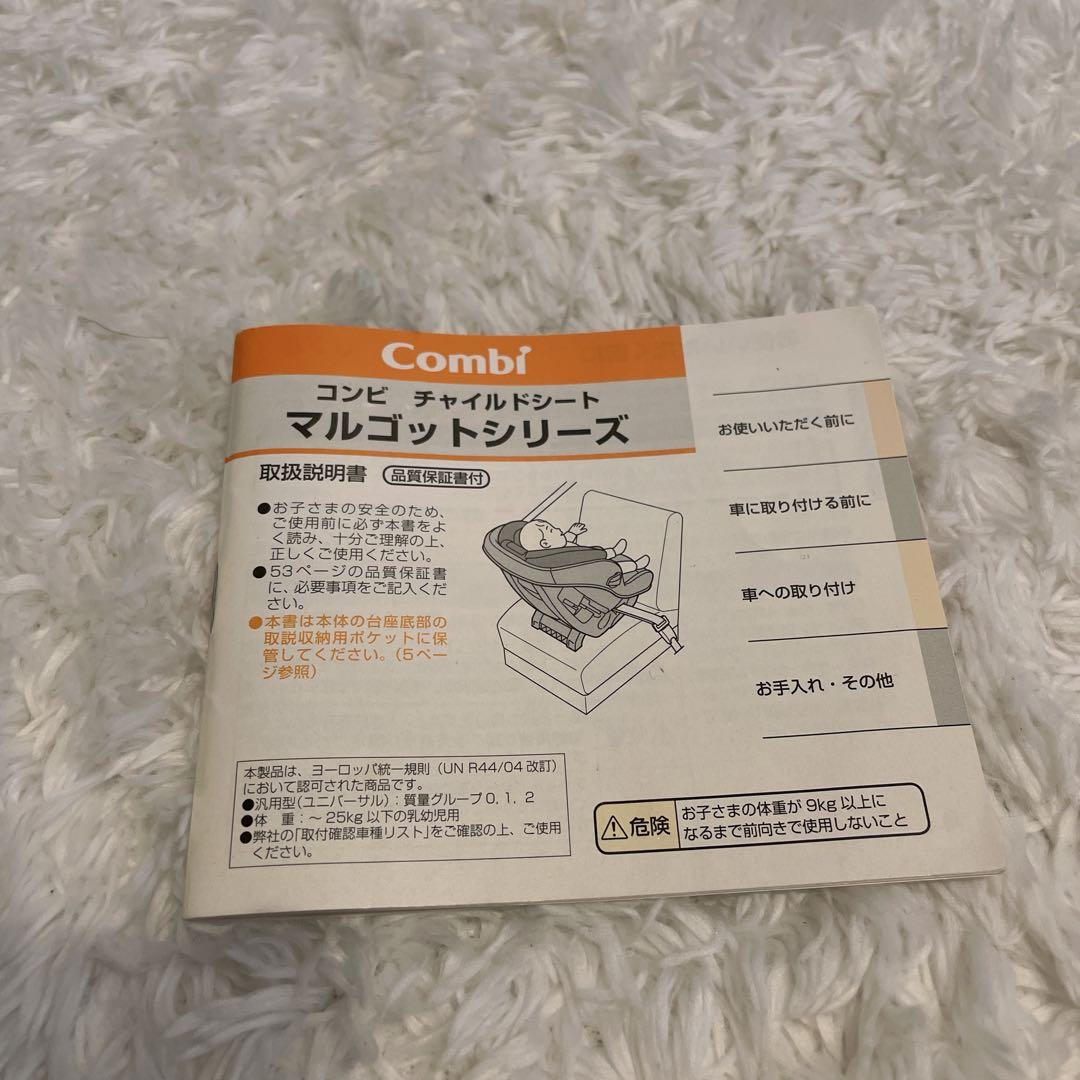 Combi
コンビ チャイルドシート
マルゴットシリーズ
取扱説明書 品質保証書付
●お子さまの安全のため、
ご使用前に必ず本書をよ
く読み、十分ご理解の上、
正しくご使用ください。
●53ページの品質保証書
に、必要事項をご記入くだ
さい。
●本書は本体の台座底部の
取説収納用ポケットに保
管してください。(5ペー
ジ参照)
お使いいただく前に
車に取り付ける前に
車への取り付け
お手入れ・その他
本製品は、ヨーロッパ統一規則(UN R44/04 改訂)
において認可された商品です。
●汎用型(ユニバーサル):質量グループ0, 1, 2
●体 重:~25kg以下の乳幼児用
●弊社の「取付確認車種リスト」をご確認の上、ご使用
ください。
危険
お子さまの体重が 9kg 以上に
なるまで前向きで使用しないこと